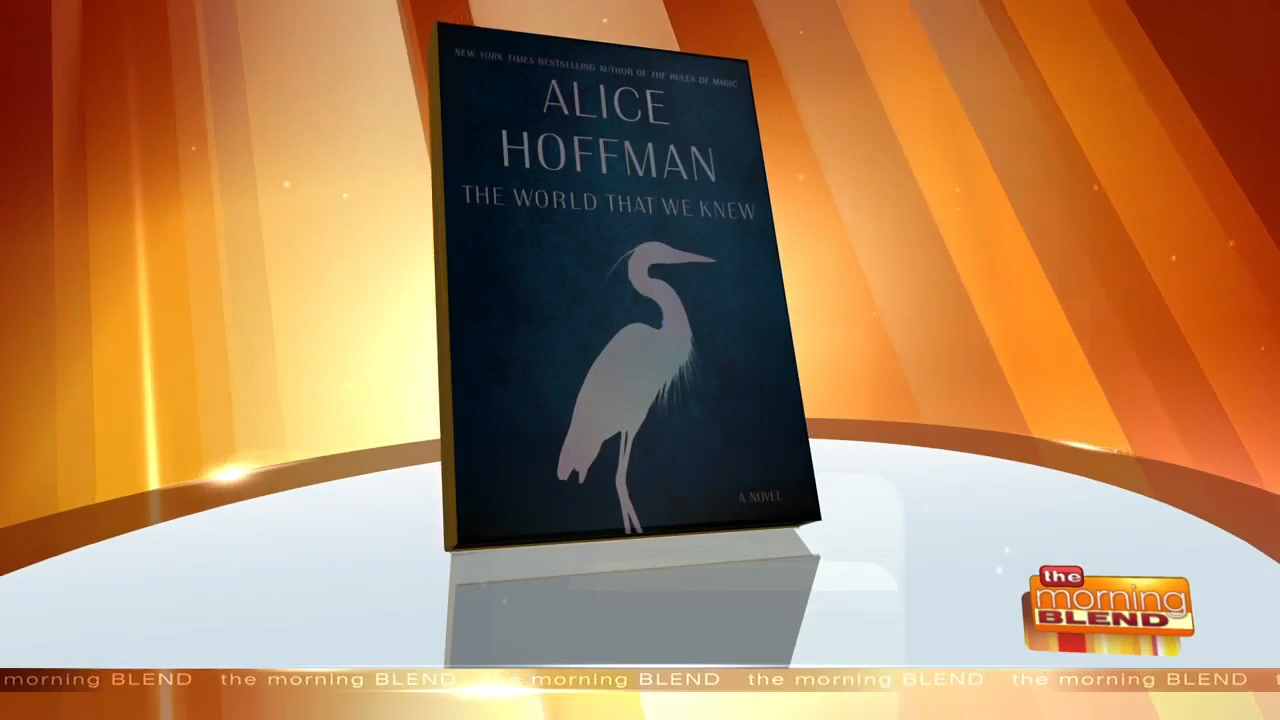 NEW YORK TIMES BESTSELLING AUTHOR OF THE RULES OF MAGIC
ALICE
HOFFMAN
THE WORLD THAT WE KNEW
A NOVEL
the
morning
BLEND
morning BLEND the morning BLEND the morning BLEND the morning BLEND the morning BLEND